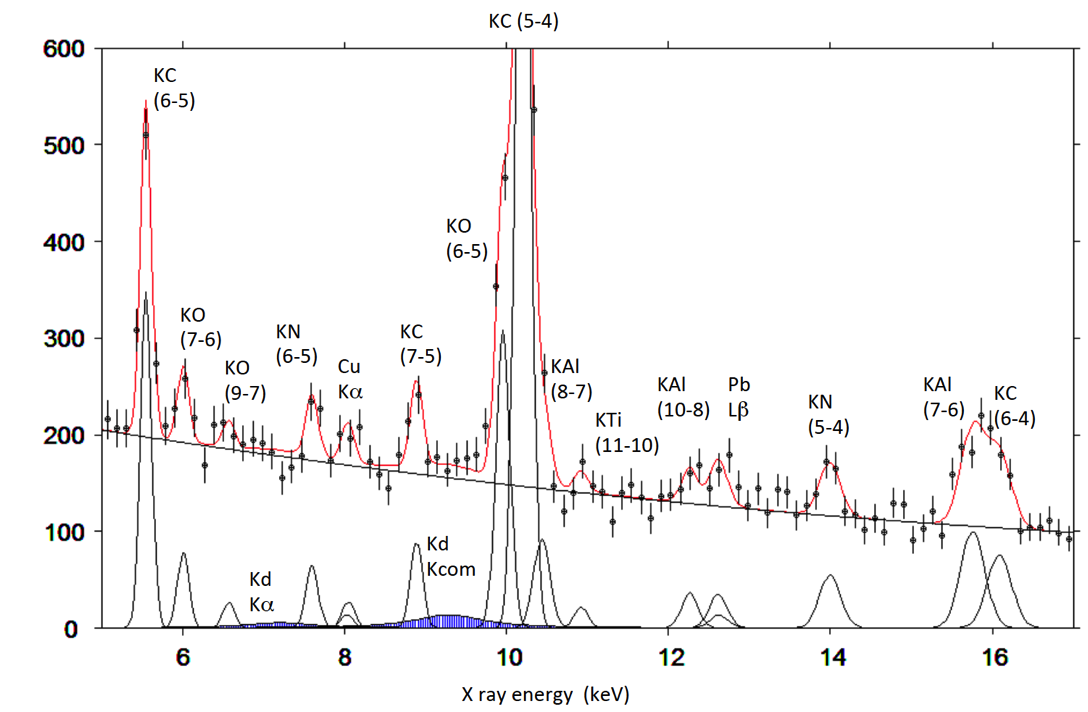 KC (5-4)
600
500
400
300
200
100
0
KC
(6-5)
KO
(7-6)
KO
(9-7)
KN
(6-5)
Cu
Kα
KC
(7-5)
KO
(6-5)
KAl
(8-7)
KTi
(11-10)
KAl
(10-8)
Pb
Lβ
KN
(5-4)
KAl
(7-6)
KC
(6-4)
Kd
Kα
Kd
Kcom
6 8 10 12 14 16
X ray energy (keV)